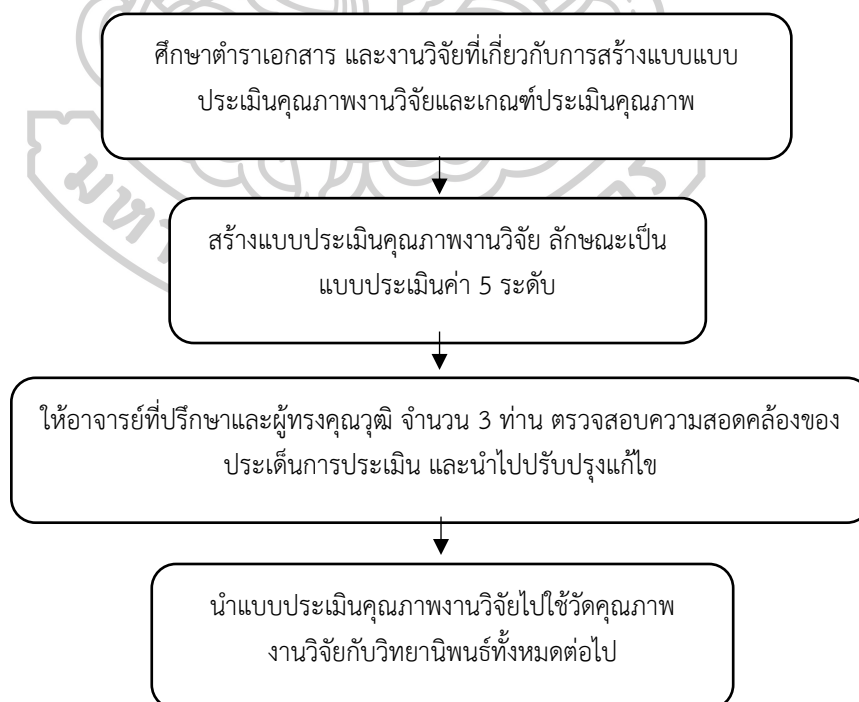 ศึกษาตำราเอกสาร และงานวิจัยที่เกี่ยวกับการสร้างแบบแบบ
ประเมินคุณภาพงานวิจัยและเกณฑ์ประเมินคุณภาพ
สร้างแบบประเมินคุณภาพงานวิจัย ลักษณะเป็น
แบบประเมินค่า 5 ระดับ
ให้อาจารย์ที่ปรึกษาและผู้ทรงคุณวุฒิ จำนวน 3 ท่าน ตรวจสอบความสอดคล้องของ
ประเด็นการประเมิน และนำไปปรับปรุงแก้ไข
นำแบบประเมินคุณภาพงานวิจัยไปใช้วัดคุณภาพ
งานวิจัยกับวิทยานิพนธ์ทั้งหมดต่อไป